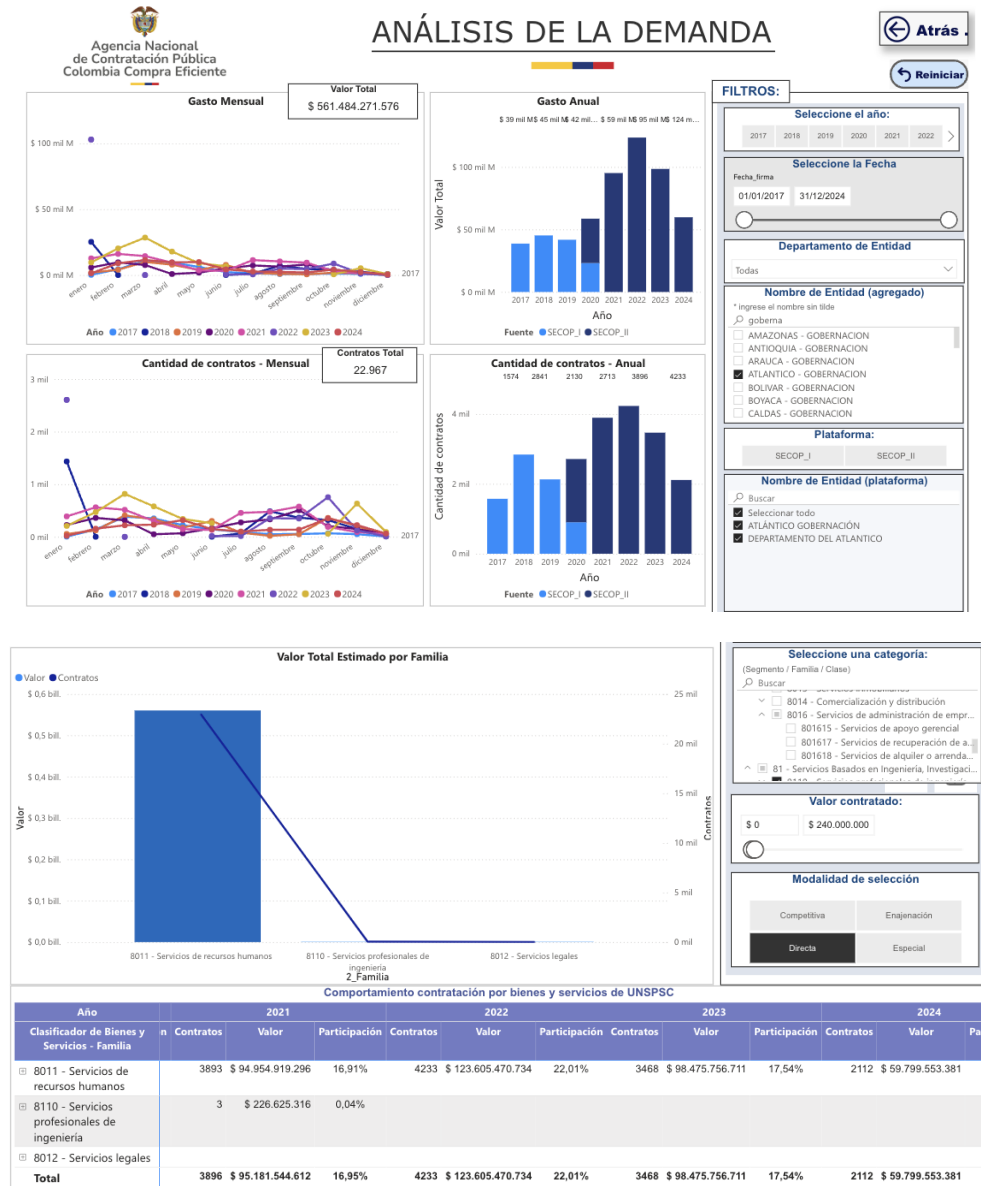 Agencia Nacional
de Contratación Pública
Colombia Compra Eficiente
ANÁLISIS DE LA DEMANDA
Atrás .
Reiniciar
Gasto Mensual
Valor Total
$ 561.484.271.576
$ 100 mil M
$ 50 mil M
$ 0 mil M
2017
enero febrero marzo abril mayo junio julio agosto septiembre octubre noviembre diciembre
Año 2017 2018 2019 2020 2021 2022 2023 2024
Gasto Anual
$ 39 mil M$ 45 mil M$ 42 mil... $ 59 mil M$ 95 mil M$ 124 m...
Valor Total
$ 100 mil M
$ 50 mil M
$ 0 mil M
2017 2018 2019 2020 2021 2022 2023 2024
Año
Fuente SECOP_I SECOP_II
FILTROS:
Seleccione el año:
2017 2018 2019 2020 2021 2022
Seleccione la Fecha
Fecha_firma
01/01/2017 31/12/2024
Departamento de Entidad
Todas
Nombre de Entidad (agregado)
* ingrese el nombre sin tilde
goberna
AMAZONAS - GOBERNACION
ANTIOQUIA - GOBERNACION
ARAUCA - GOBERNACION
ATLANTICO - GOBERNACION
BOLIVAR - GOBERNACION
BOYACA - GOBERNACION
CALDAS - GOBERNACION
Plataforma:
SECOP_I SECOP_II
Nombre de Entidad (plataforma)
Buscar
Seleccionar todo
ATLÁNTICO GOBERNACIÓN
DEPARTAMENTO DEL ATLANTICO
Cantidad de contratos - Mensual
Contratos Total
22.967
3 mil
2 mil
1 mil
0 mil
2017
enero febrero marzo abril mayo junio julio agosto septiembre octubre noviembre diciembre
Año 2017 2018 2019 2020 2021 2022 2023 2024
Cantidad de contratos - Anual
1574 2841 2130 2713 3896 4233
Cantidad de contratos
4 mil
2 mil
0 mil
2017 2018 2019 2020 2021 2022 2023 2024
Año
Fuente SECOP_I SECOP_II
Valor Total Estimado por Familia
Valor Contratos
$ 0,6 bill.
$ 0,5 bill.
$ 0,4 bill.
$ 0,3 bill.
$ 0,2 bill.
$ 0,1 bill.
$ 0,0 bill.
Valor
25 mil
20 mil
15 mil
10 mil
5 mil
0 mil
Contratos
8011 - Servicios de recursos humanos
8110 - Servicios profesionales de
ingeniería
8012 - Servicios legales
2_Familia
Seleccione una categoría:
(Segmento / Familia / Clase)
Buscar
8014 - Comercialización y distribución
8016 - Servicios de administración de empr...
801615 - Servicios de apoyo gerencial
801617 - Servicios de recuperación de a...
801618 - Servicios de alquiler o arrenda...
81 - Servicios Basados en Ingeniería, Investigaci...
Valor contratado:
$ 0 $ 240.000.000
Modalidad de selección
Competitiva Enajenación
Directa Especial
Comportamiento contratación por bienes y servicios de UNSPSC
Año 2021 2022 2023 2024
Clasificador de Bienes y
Servicios - Familia
n Contratos Valor Participación Contratos Valor Participación Contratos Valor Participación Contratos Valor Pa
8011 - Servicios de
recursos humanos
3893 $ 94.954.919.296 16,91% 4233 $ 123.605.470.734 22,01% 3468 $ 98.475.756.711 17,54% 2112 $ 59.799.553.381
8110 - Servicios
profesionales de
ingeniería
3 $ 226.625.316 0,04%
8012 - Servicios legales
Total 3896 $ 95.181.544.612 16,95% 4233 $ 123.605.470.734 22,01% 3468 $ 98.475.756.711 17,54% 2112 $ 59.799.553.381